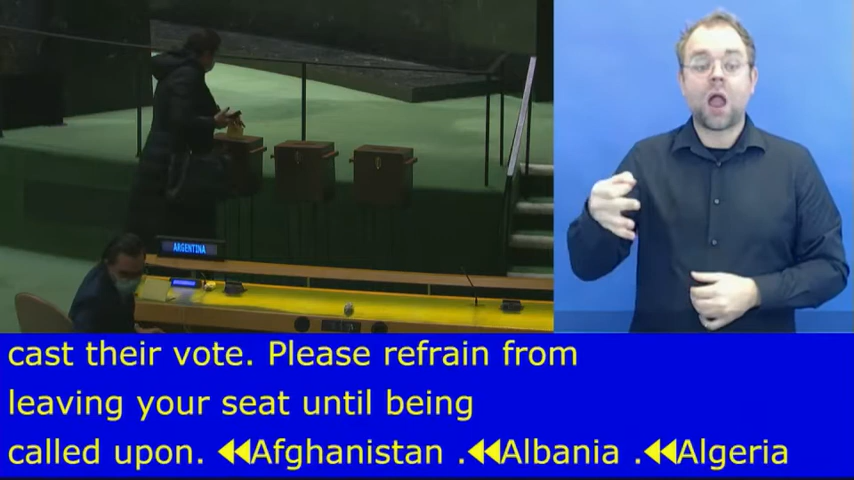 ARGENTINA
cast their vote. Please refrain from
leaving your seat until being
called upon. ⏪Afghanistan .⏪Albania .⏪Algeria